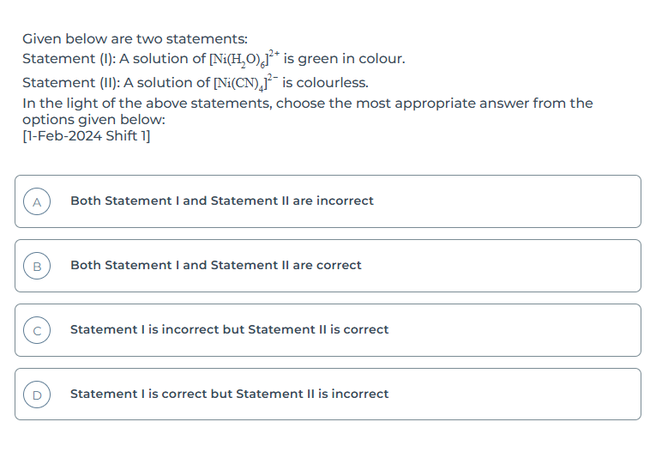 Given below are two statements:
Statement (I): A solution of [Ni(H₂O)₆]²⁺ is green in colour.
Statement (II): A solution of [Ni(CN)₄]²⁻ is colourless.
In the light of the above statements, choose the most appropriate answer from the
options given below:
[1-Feb-2024 Shift 1]
A Both Statement I and Statement II are incorrect
B Both Statement I and Statement II are correct
C Statement I is incorrect but Statement II is correct
D Statement I is correct but Statement II is incorrect